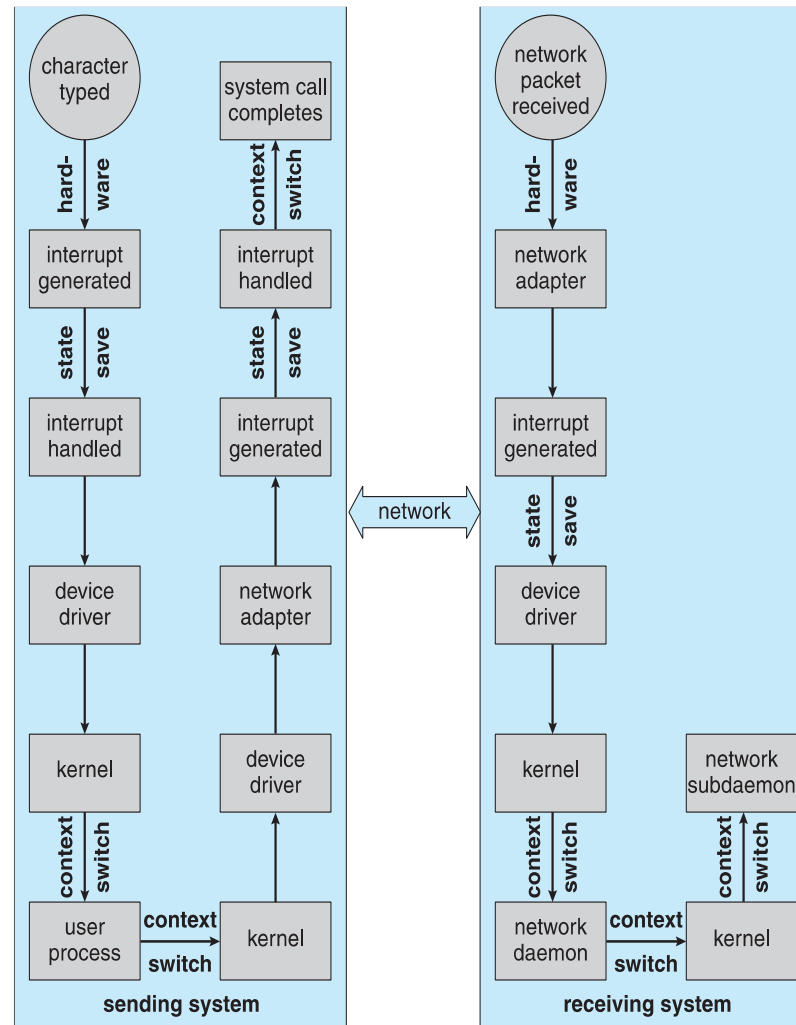 character
typed
hard-
ware
interrupt
generated
state
save
interrupt
handled
device
driver
kernel
context
switch
user
process
context
switch
kernel
device
driver
network
adapter
interrupt
generated
state
save
interrupt
handled
context
switch
system call
completes
sending system
network
network
packet
received
hard-
ware
network
adapter
interrupt
generated
state
save
device
driver
kernel
context
switch
network
daemon
context
switch
kernel
context
switch
network
subdaemon
receiving system